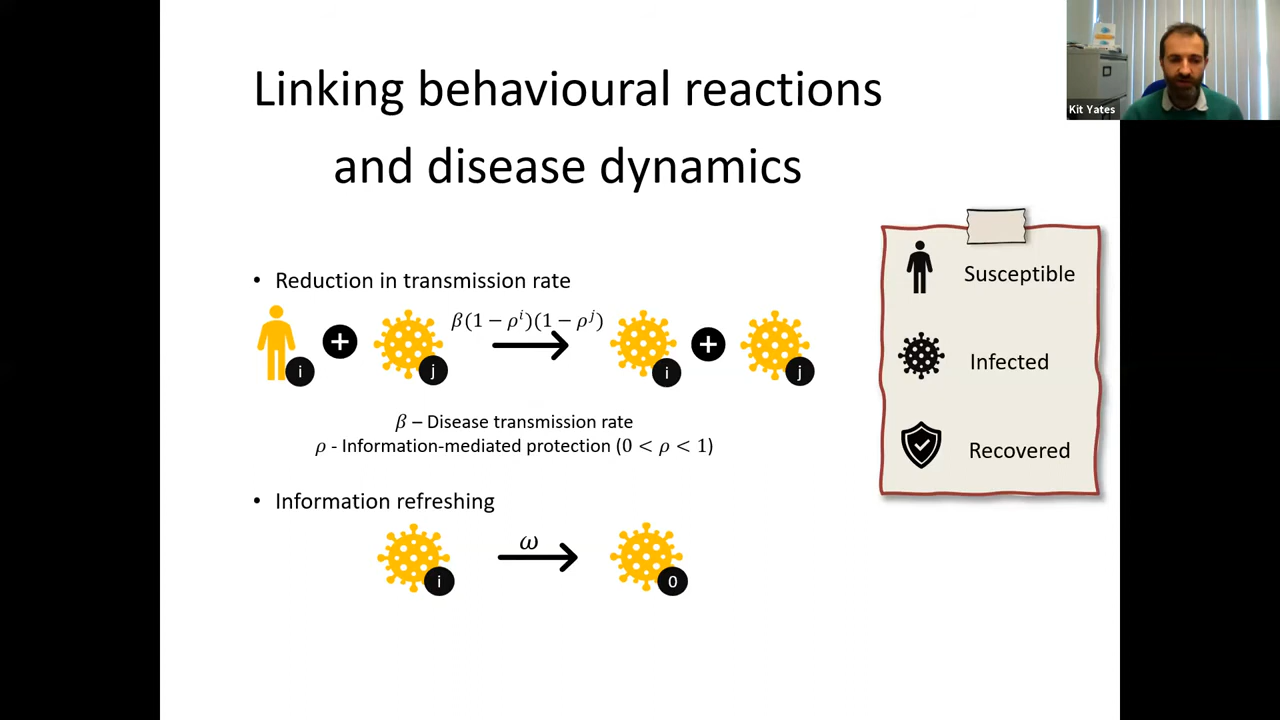 Linking behavioural reactions
and disease dynamics
Kit Yates
• Reduction in transmission rate
β(1 − ρⁱ)(1 − ρʲ)
+
+
i
j
i
j
β – Disease transmission rate
ρ - Information-mediated protection (0 < ρ < 1)
• Information refreshing
ω
i
0
Susceptible
Infected
Recovered